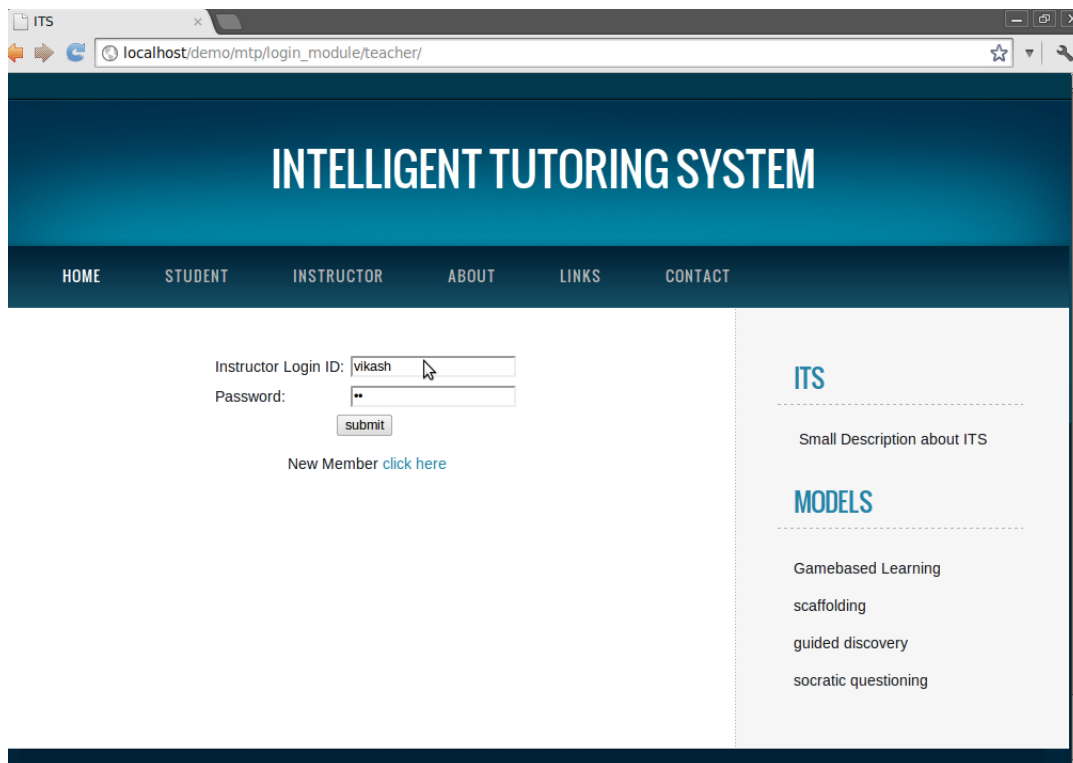 ITS
localhost/demo/mtp/login_module/teacher/
INTELLIGENT TUTORING SYSTEM
HOME STUDENT INSTRUCTOR ABOUT LINKS CONTACT
Instructor Login ID: vikash
Password: ••
submit
New Member click here
ITS
Small Description about ITS
MODELS
Gamebased Learning
scaffolding
guided discovery
socratic questioning